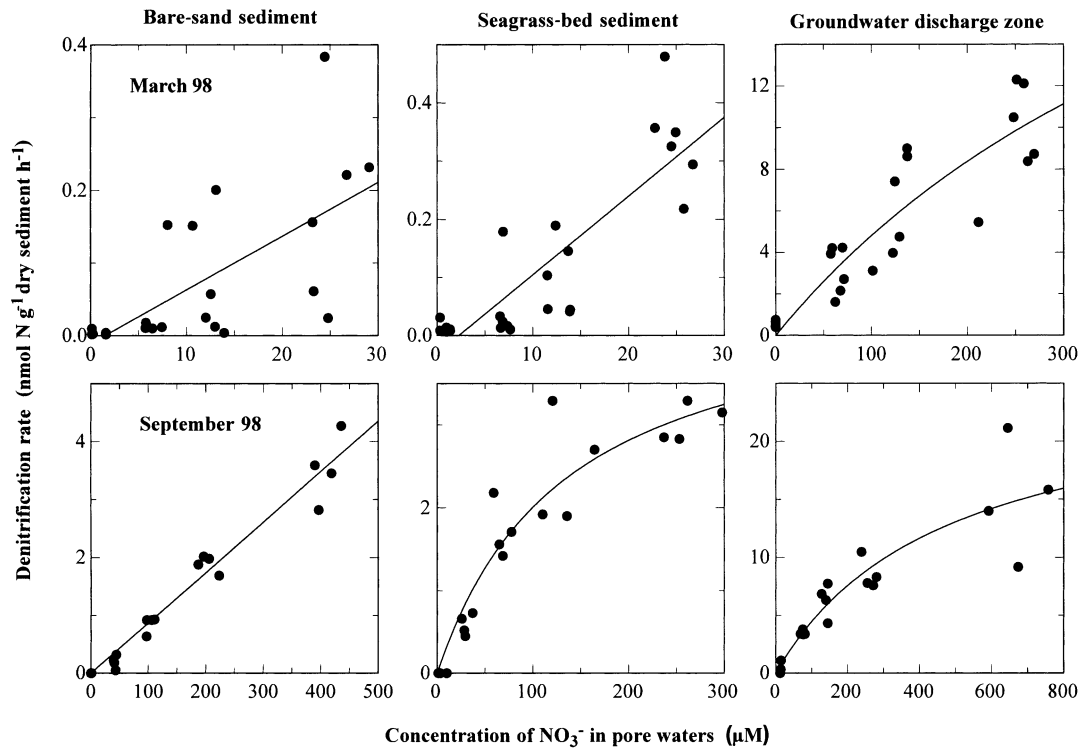 Bare-sand sediment
Seagrass-bed sediment
Groundwater discharge zone
Denitrification rate (nmol N g⁻¹ dry sediment h⁻¹)
March 98
0.4
0.2
0.0
0 10 20 30
0.4
0.2
0.0
0 10 20 30
12
8
4
0
0 100 200 300
September 98
4
2
0
0 100 200 300 400 500
2
0
0 100 200 300
20
10
0
0 200 400 600 800
Concentration of NO₃⁻ in pore waters (μM)